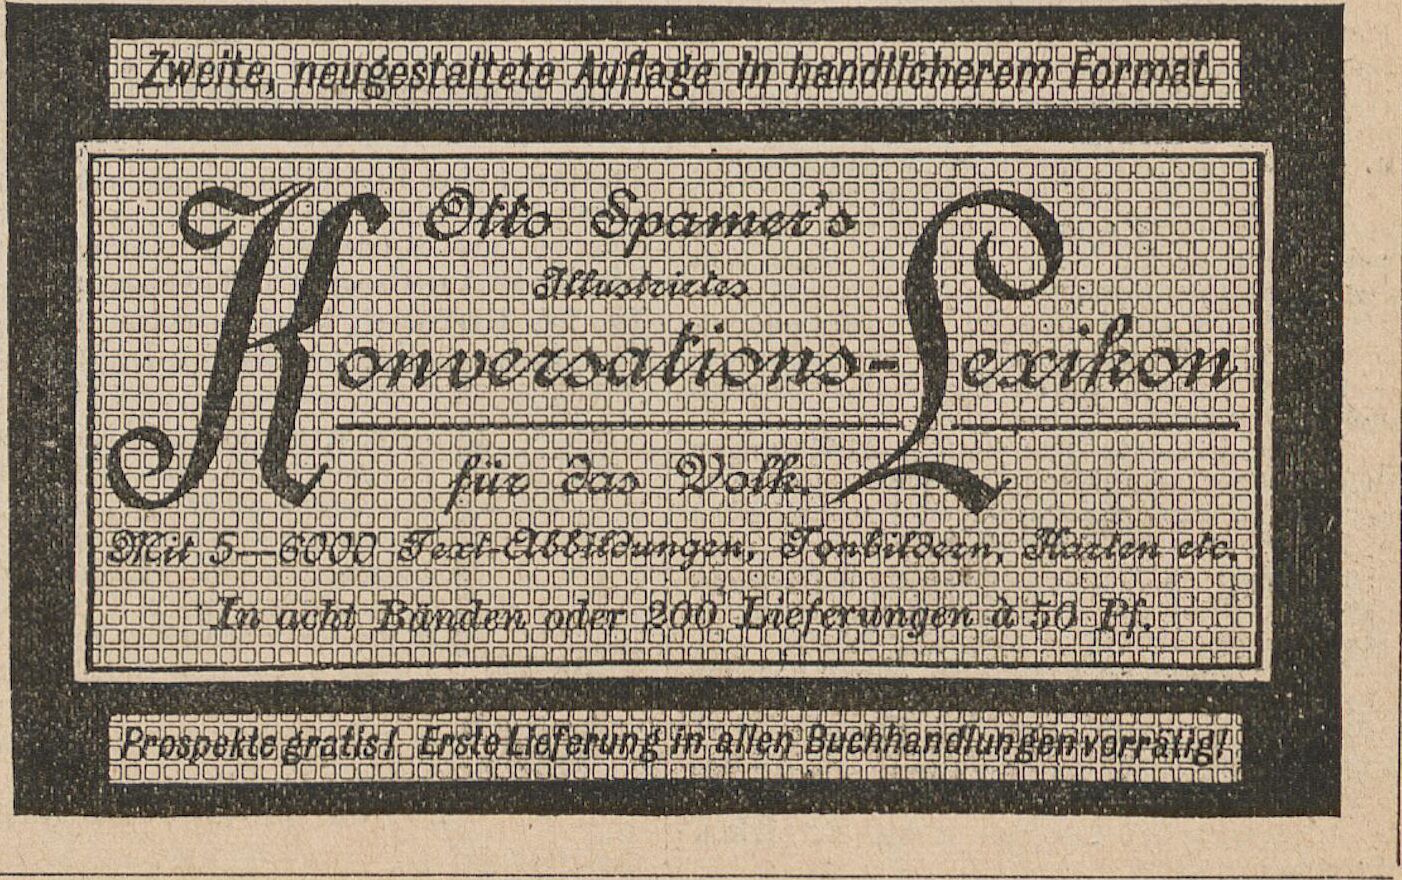 Zweite, neugestaltete Auflage in handlicherem Format.
Otto Spamer's
Illustrirtes
Konversations-Lexikon
für das Volk.
Mit 5—6000 Text-Abbildungen, Tonbildern, Karten etc.
In acht Bänden oder 200 Lieferungen à 50 Pf.
Prospekte gratis! Erste Lieferung in allen Buchhandlungen vorrätig!